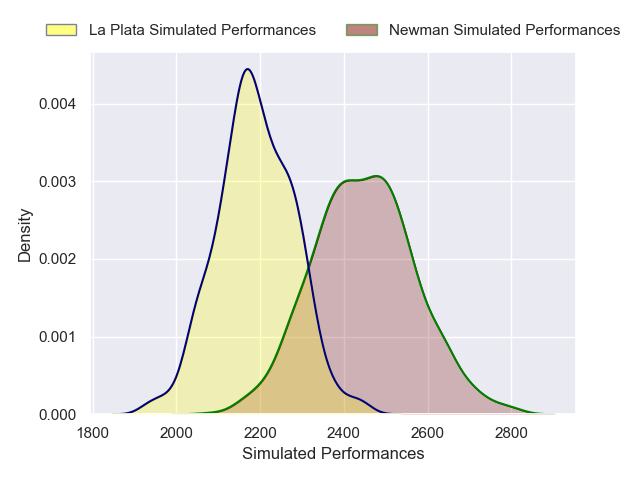 La Plata Simulated Performances Newman Simulated Performances
0.004
0.003
0.002
0.001
0.000
Density
1800 2000 2200 2400 2600 2800
Simulated Performances